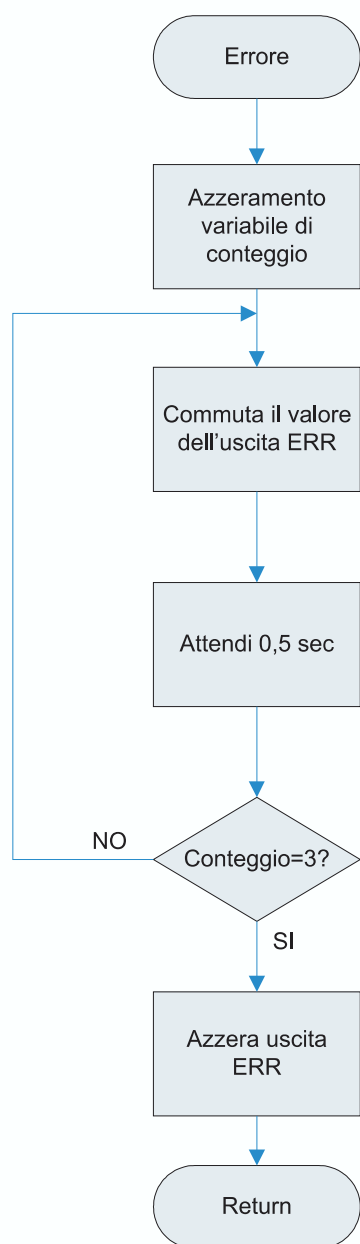 Errore
Azzeramento
variabile di
conteggio
Commuta il valore
dell'uscita ERR
Attendi 0,5 sec
NO
Conteggio=3?
SI
Azzera uscita
ERR
Return